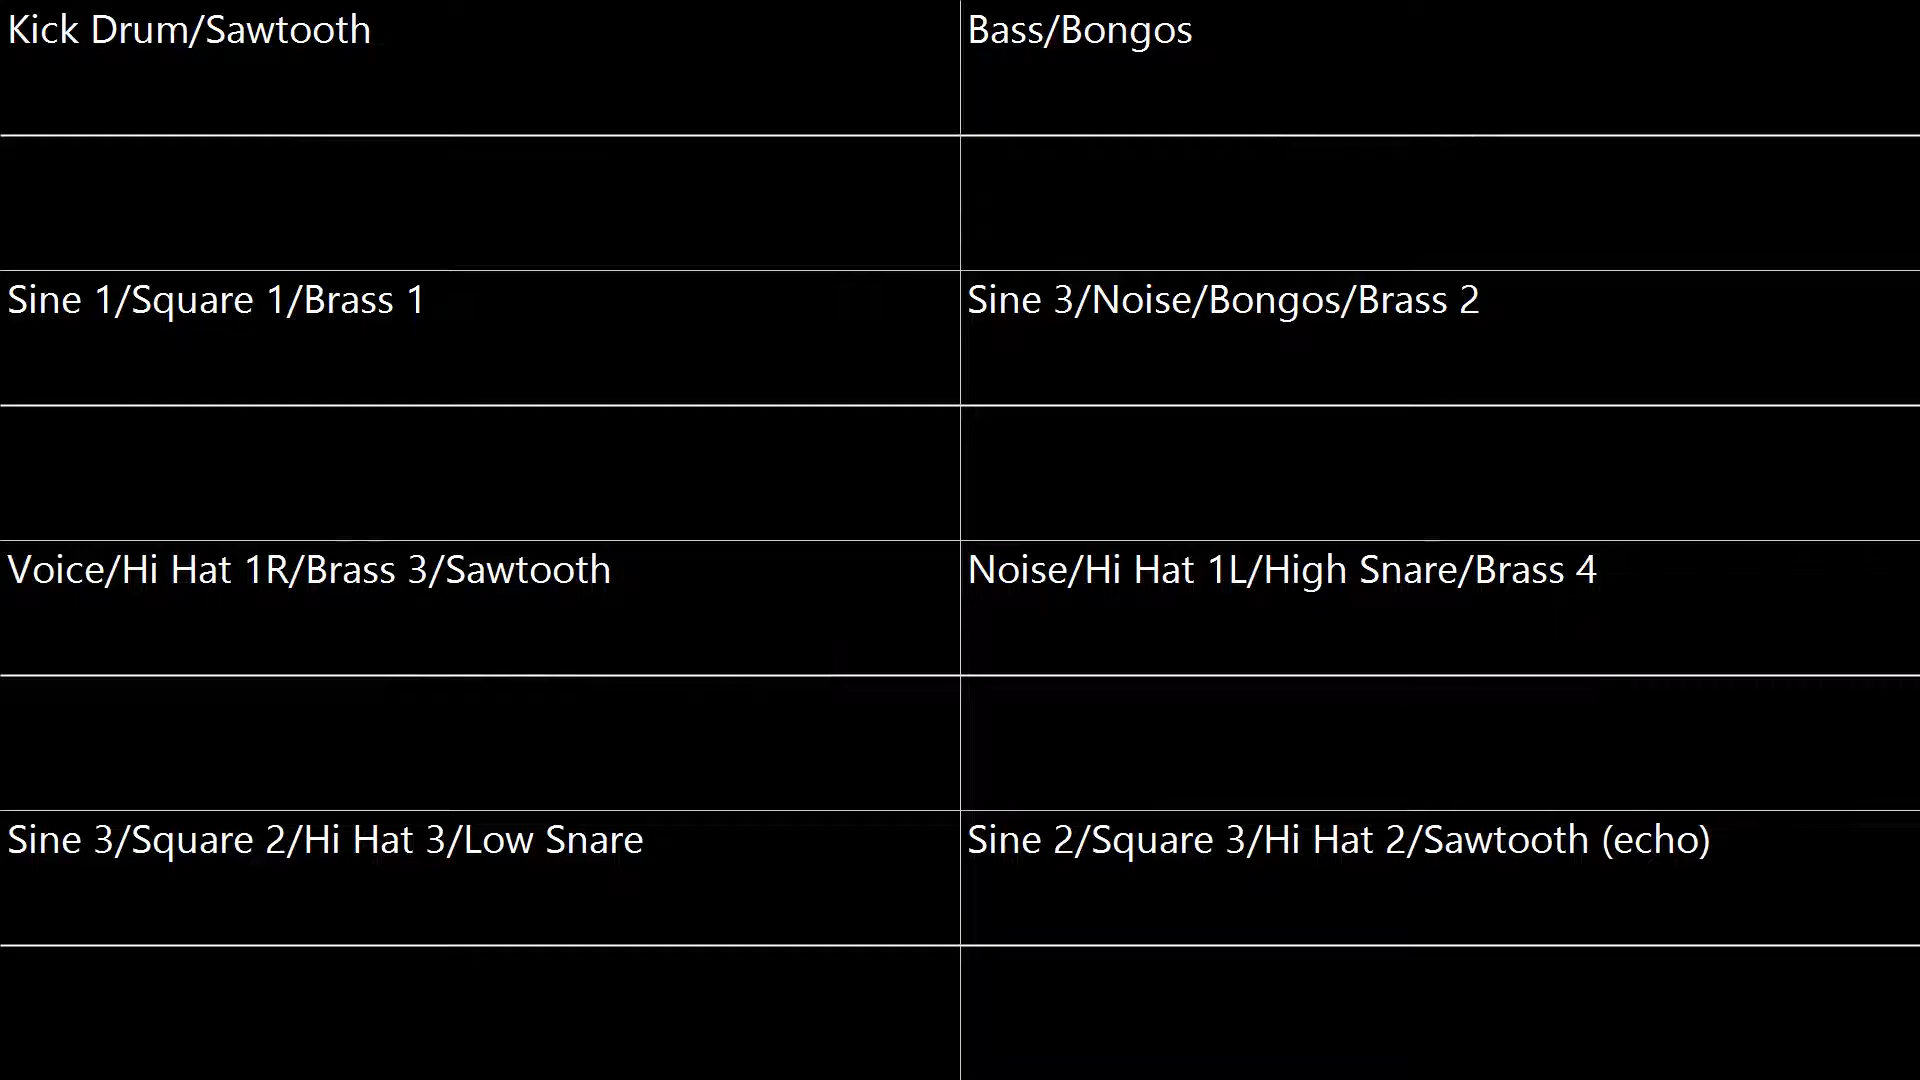 Kick Drum/Sawtooth
Bass/Bongos
Sine 1/Square 1/Brass 1
Sine 3/Noise/Bongos/Brass 2
Voice/Hi Hat 1R/Brass 3/Sawtooth
Noise/Hi Hat 1L/High Snare/Brass 4
Sine 3/Square 2/Hi Hat 3/Low Snare
Sine 2/Square 3/Hi Hat 2/Sawtooth (echo)